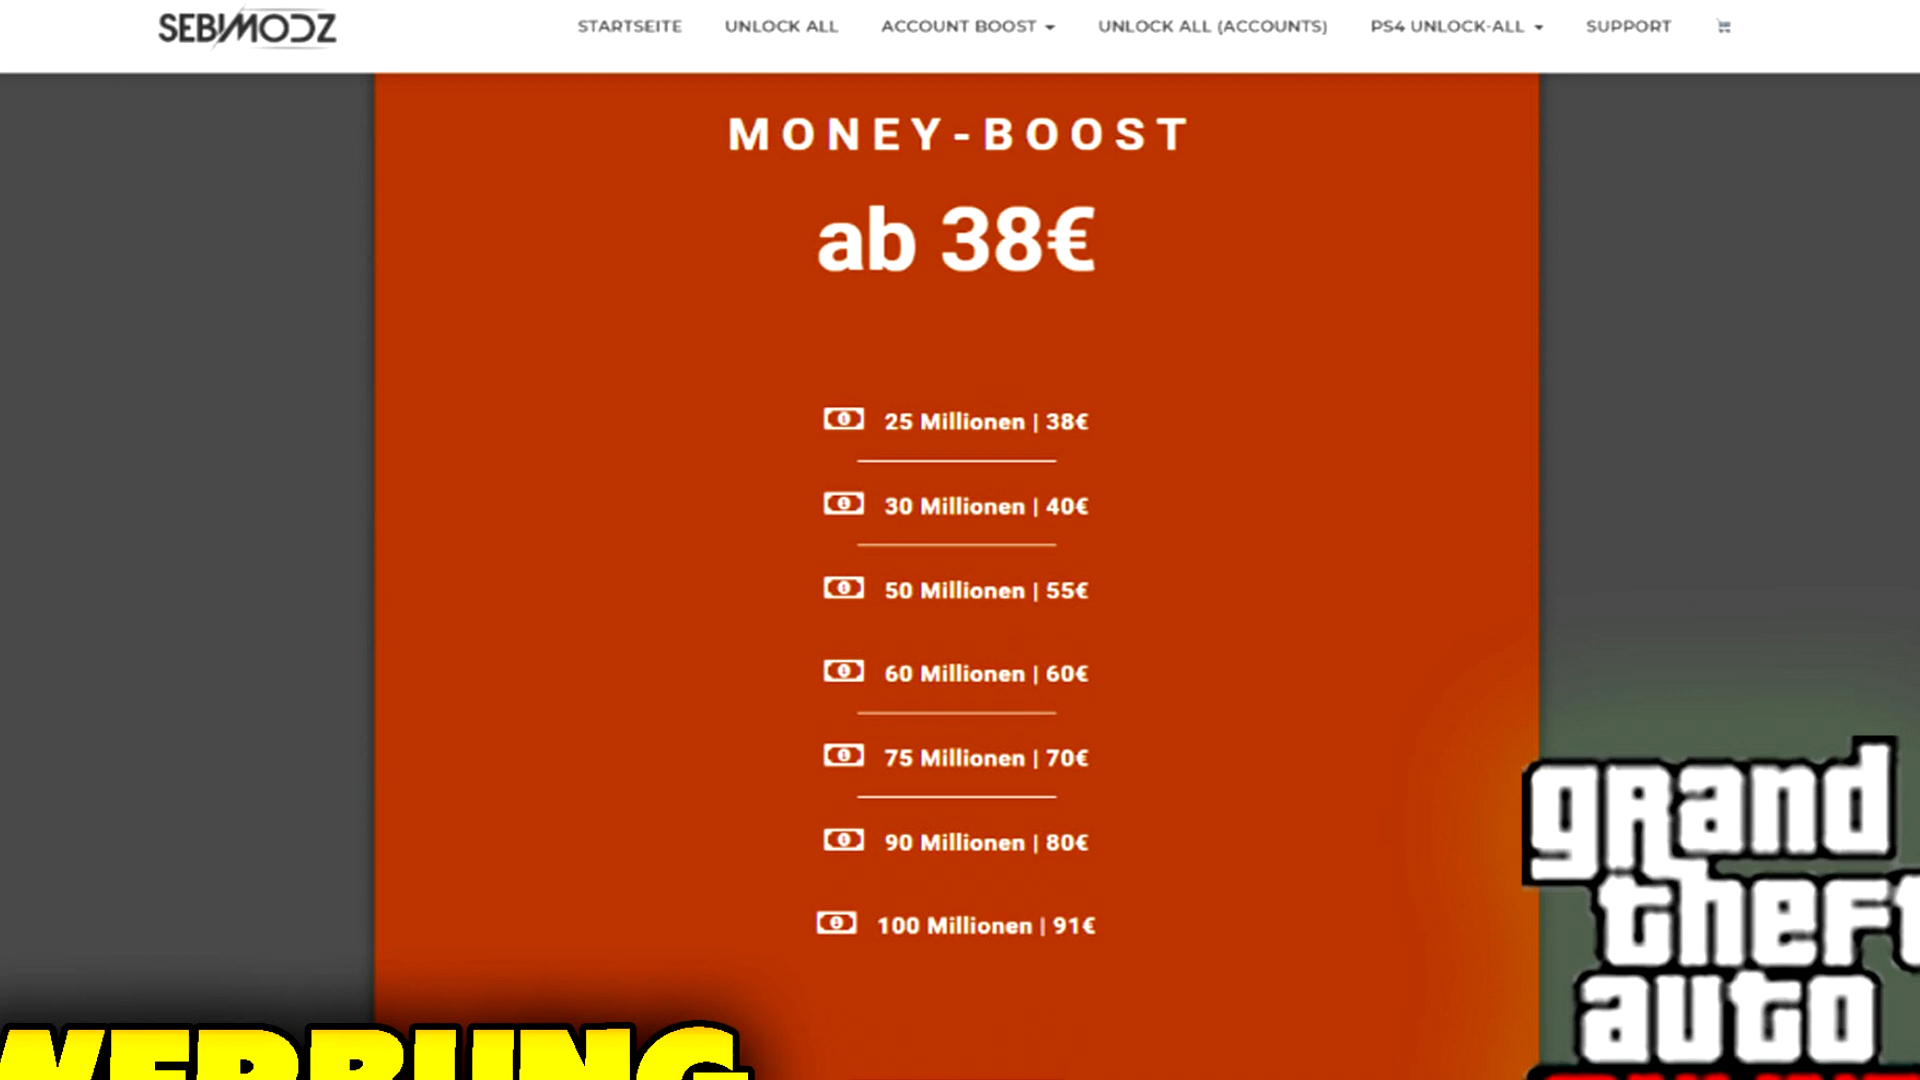 SEBIMODZ
STARTSEITE UNLOCK ALL ACCOUNT BOOST UNLOCK ALL (ACCOUNTS) PS4 UNLOCK-ALL SUPPORT
MONEY-BOOST
ab 38€
25 Millionen | 38€
30 Millionen | 40€
50 Millionen | 55€
60 Millionen | 60€
75 Millionen | 70€
90 Millionen | 80€
100 Millionen | 91€
grand
theft
auto
WERBUNG